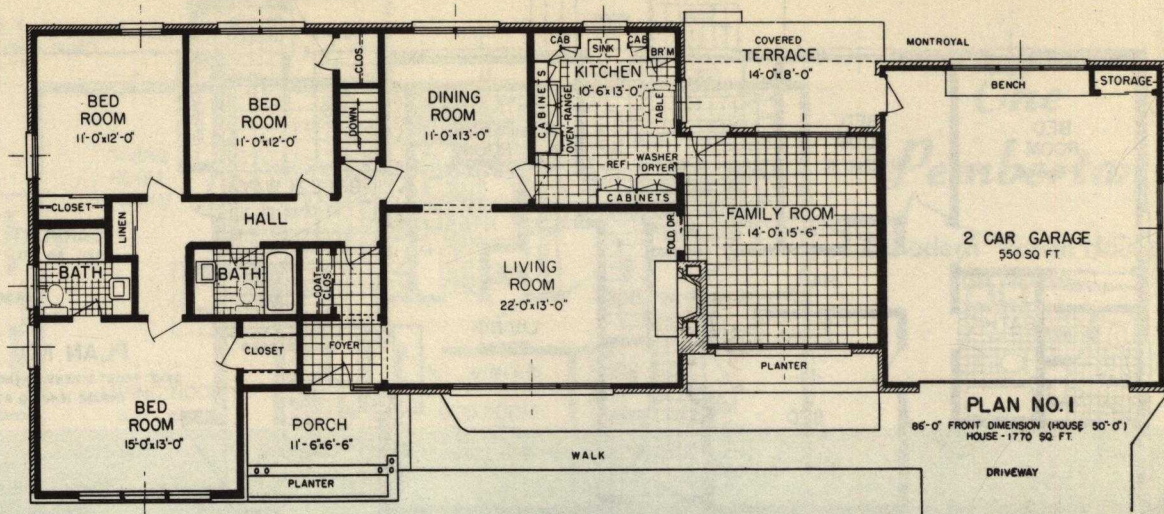 COVERED
TERRACE
14'-0"x 8'-0"
MONTROYAL
CAB
SINK
CAB
BR'M
CLOS
KITCHEN
10'-6"x13'-0"
BENCH
STORAGE
BED
ROOM
11'-0"x12'-0"
BED
ROOM
11'-0"x12'-0"
DOWN
DINING
ROOM
11'-0"x13'-0"
CABINETS
OVEN-RANGE
TABLE
REF.
WASHER
DRYER
CABINETS
CLOSET
LINEN
HALL
FAMILY ROOM
14'-0"x 15'-6"
FOLD. DR.
2 CAR GARAGE
550 SQ. FT.
BATH
BATH
COAT
CLOS.
LIVING
ROOM
22'-0"x13'-0"
CLOSET
FOYER
PLANTER
BED
ROOM
15'-0"x13'-0"
PORCH
11'-6"x6'-6"
PLANTER
WALK
PLAN NO. 1
86'-0" FRONT DIMENSION (HOUSE 50'-0")
HOUSE - 1770 SQ. FT.
DRIVEWAY